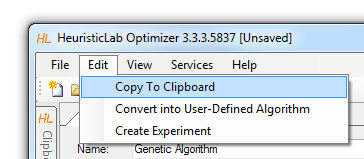 HL HeuristicLab Optimizer 3.3.3.5837 [Unsaved]
File Edit View Services Help
Copy To Clipboard
Convert into User-Defined Algorithm
Create Experiment
HL Clipb
Name: Genetic Algorithm